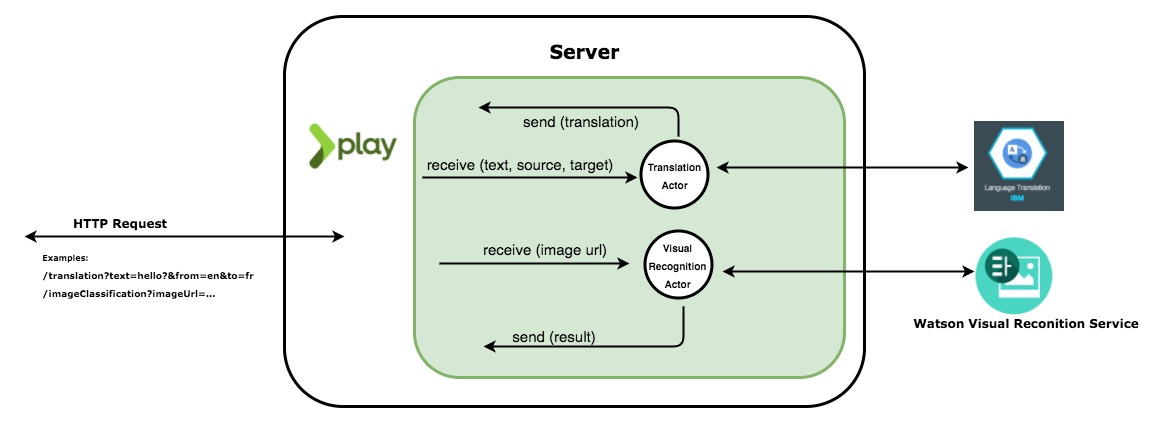 Server
play
send (translation)
receive (text, source, target)
Translation
Actor
A
Language Translation
IBM
HTTP Request
Examples:
/translation?text=hello?&from=en&to=fr
/imageClassification?imageUrl=...
receive (image url)
Visual
Recognition
Actor
send (result)
Watson Visual Reconition Service